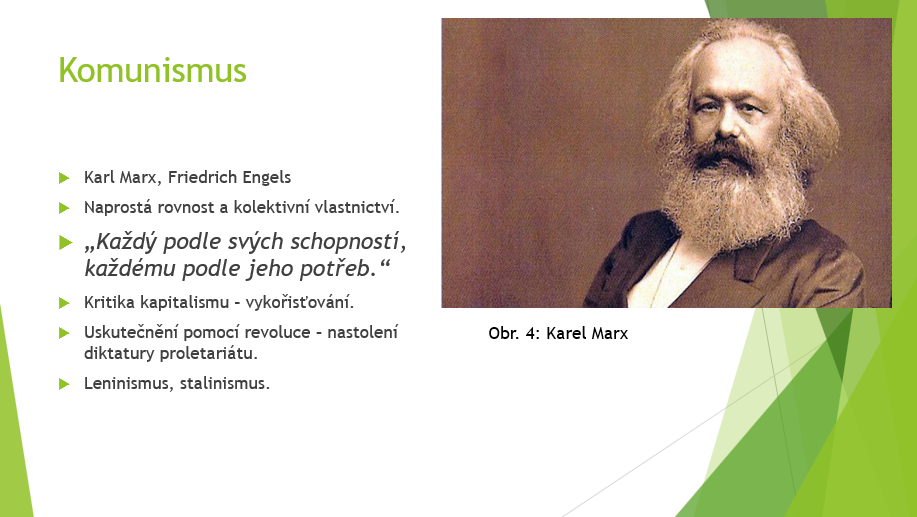 Komunismus
Karl Marx, Friedrich Engels
Naprostá rovnost a kolektivní vlastnictví.
„Každý podle svých schopností,
každému podle jeho potřeb.“
Kritika kapitalismu – vykořisťování.
Uskutečnění pomocí revoluce – nastolení
diktatury proletariátu.
Leninismus, stalinismus.
Obr. 4: Karel Marx